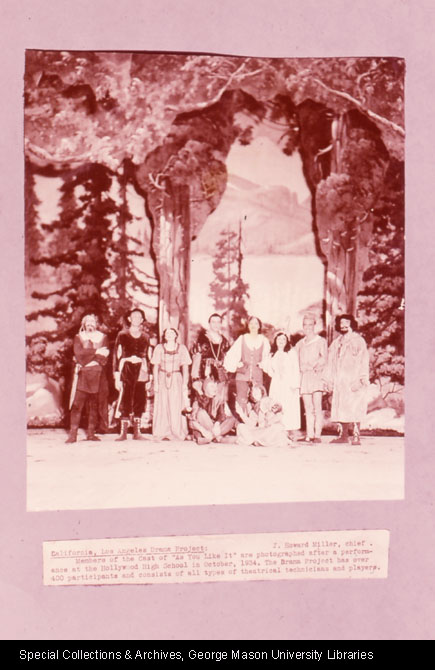 California, Los Angeles Drama Project: J. Howard Miller, chief.
Members of the Cast of "As You Like It" are photographed after a perform-
ance at the Hollywood High School in October, 1934. The Drama Project has over
400 participants and consists of all types of theatrical technicians and players.
Special Collections & Archives, George Mason University Libraries